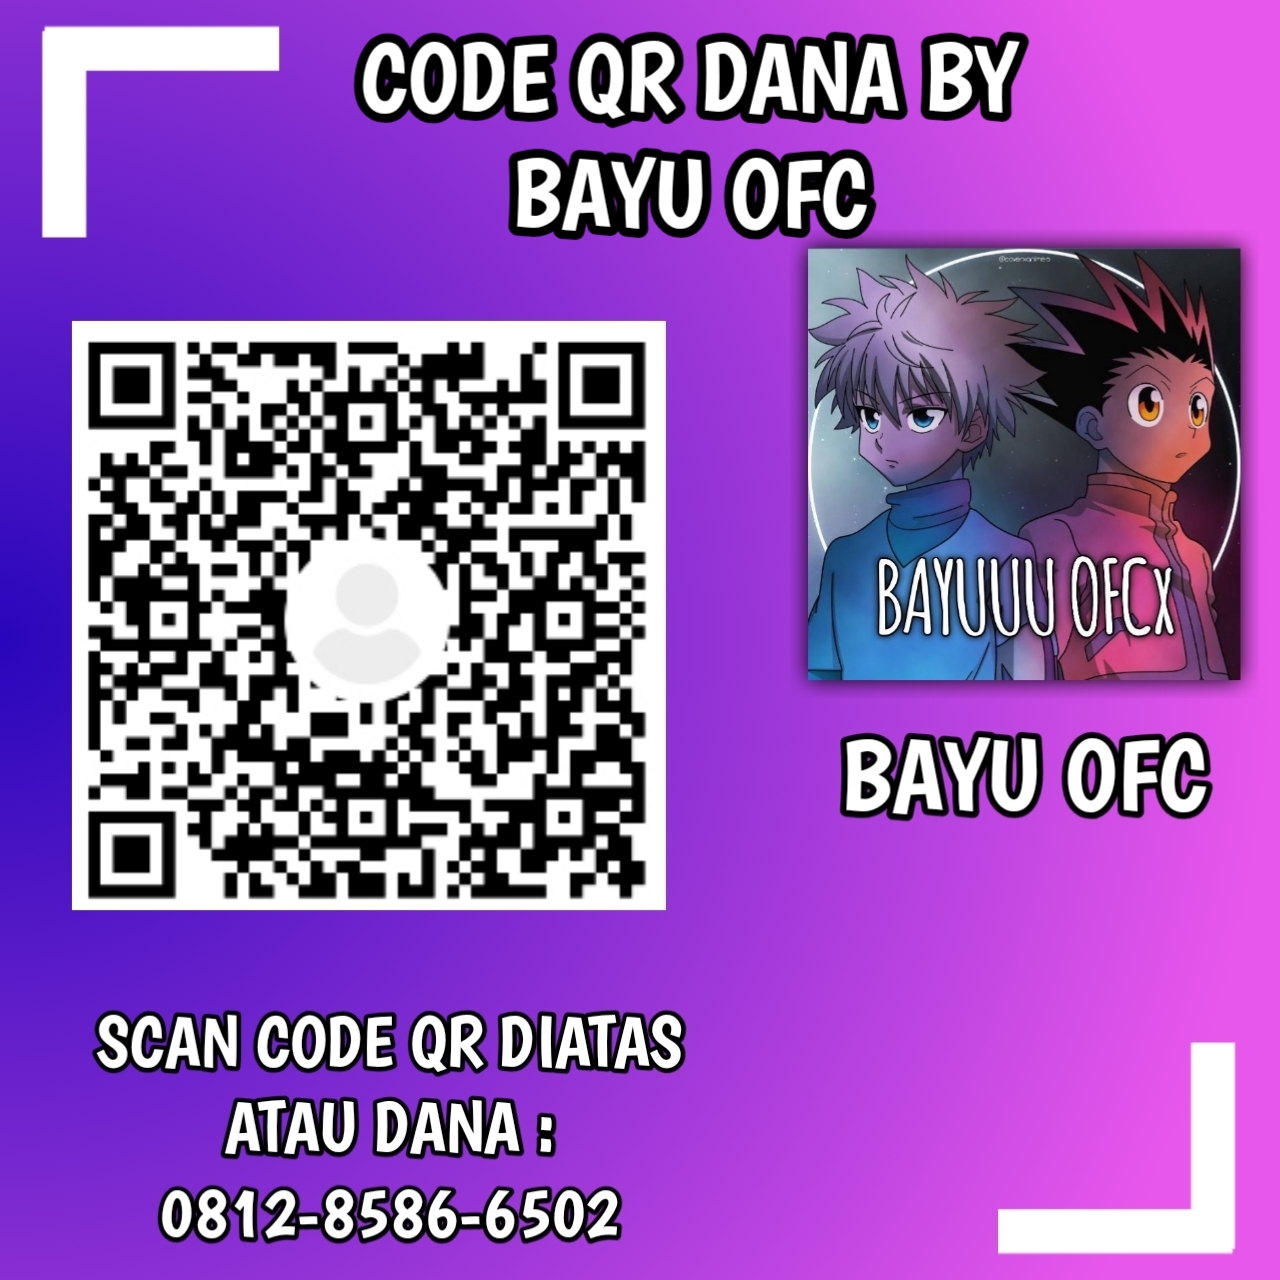 CODE QR DANA BY
BAYU OFC
@coverxanimea
BAYUUU OFCx
BAYU OFC
SCAN CODE QR DIATAS
ATAU DANA :
0812-8586-6502